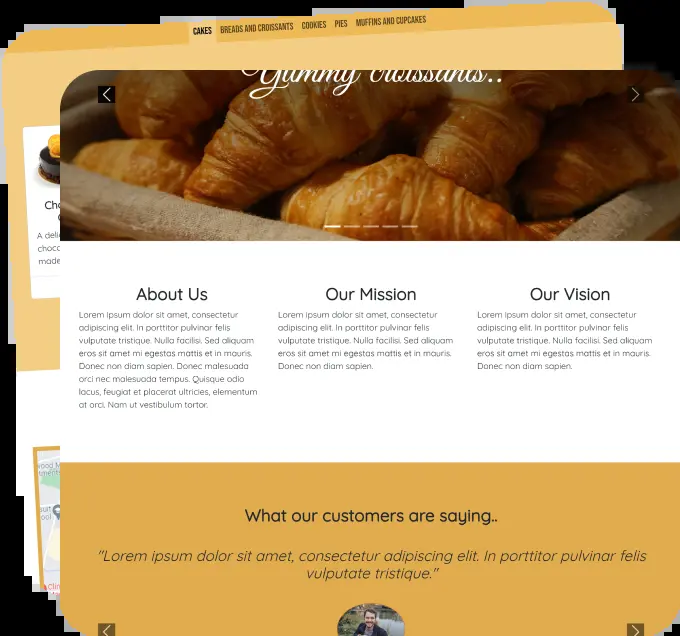 CAKES BREADS AND CROISSANTS COOKIES PIES MUFFINS AND CUPCAKES
Yummy croissants..
A deli
choco
made
About Us
Lorem ipsum dolor sit amet, consectetur
adipiscing elit. In porttitor pulvinar felis
vulputate tristique. Nulla facilisi. Sed aliquam
eros sit amet mi egestas mattis et in mauris.
Donec non diam sapien. Donec malesuada
orci nec malesuada tempus. Quisque odio
lacus, feugiat et placerat ultricies, elementum
at orci. Nam ut vestibulum tortor.
Our Mission
Lorem ipsum dolor sit amet, consectetur
adipiscing elit. In porttitor pulvinar felis
vulputate tristique. Nulla facilisi. Sed aliquam
eros sit amet mi egestas mattis et in mauris.
Donec non diam sapien.
Our Vision
Lorem ipsum dolor sit amet, consectetur
adipiscing elit. In porttitor pulvinar felis
vulputate tristique. Nulla facilisi. Sed aliquam
eros sit amet mi egestas mattis et in mauris.
Donec non diam sapien.
What our customers are saying..
"Lorem ipsum dolor sit amet, consectetur adipiscing elit. In porttitor pulvinar felis
vulputate tristique."